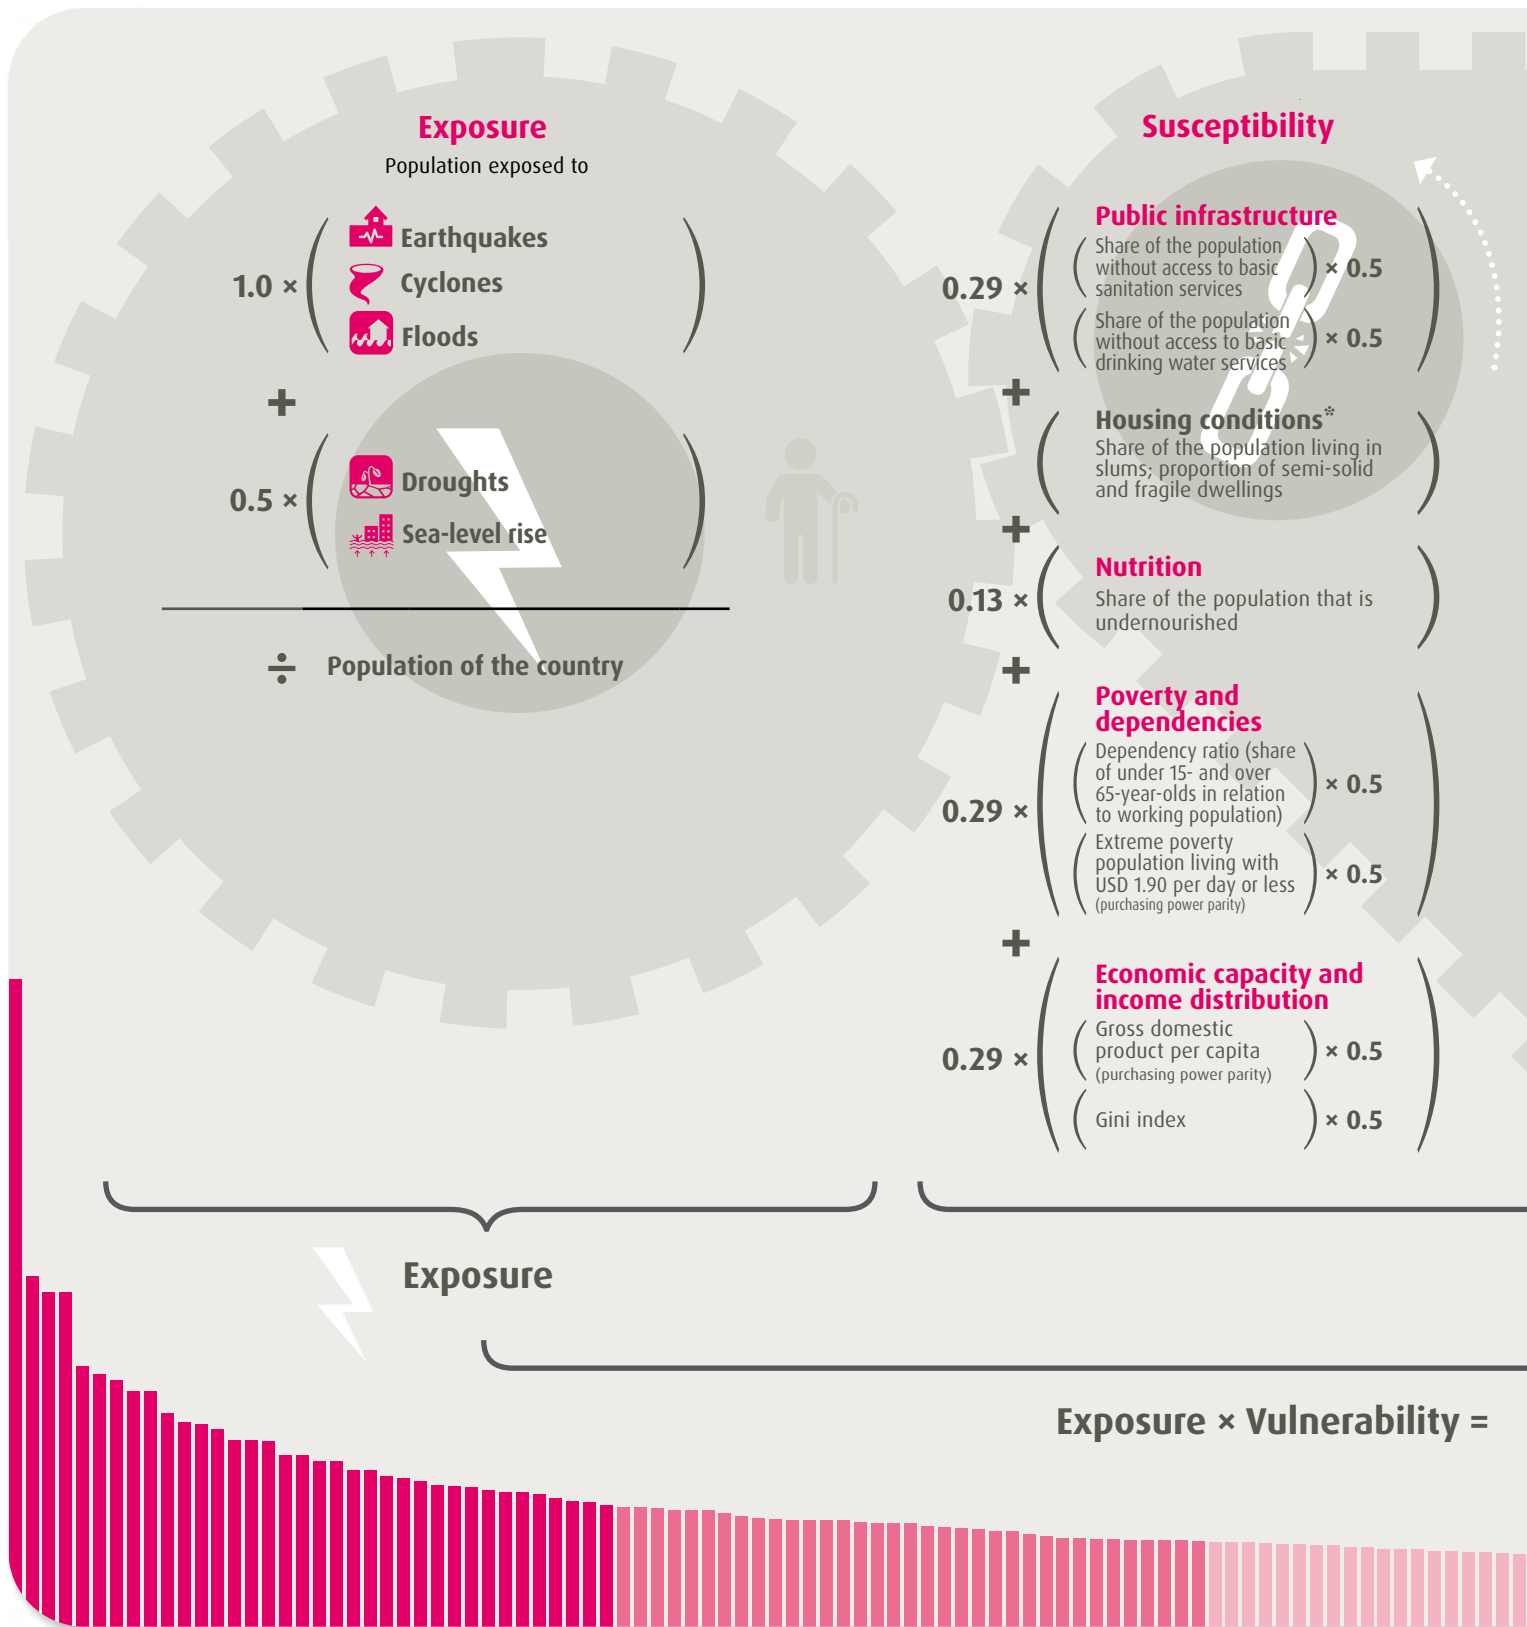 Exposure
Population exposed to
1.0 ×
Earthquakes
Cyclones
Floods
+
0.5 ×
Droughts
Sea-level rise
÷ Population of the country
Susceptibility
0.29 ×
Public infrastructure
Share of the population
without access to basic
sanitation services
× 0.5
Share of the population
without access to basic
drinking water services
× 0.5
+
Housing conditions*
Share of the population living in
slums; proportion of semi-solid
and fragile dwellings
+
0.13 ×
Nutrition
Share of the population that is
undernourished
+
0.29 ×
Poverty and
dependencies
Dependency ratio (share
of under 15- and over
65-year-olds in relation
to working population)
× 0.5
Extreme poverty
population living with
USD 1.90 per day or less
(purchasing power parity)
× 0.5
+
0.29 ×
Economic capacity and
income distribution
Gross domestic
product per capita
(purchasing power parity)
× 0.5
Gini index
× 0.5
Exposure
Exposure × Vulnerability =